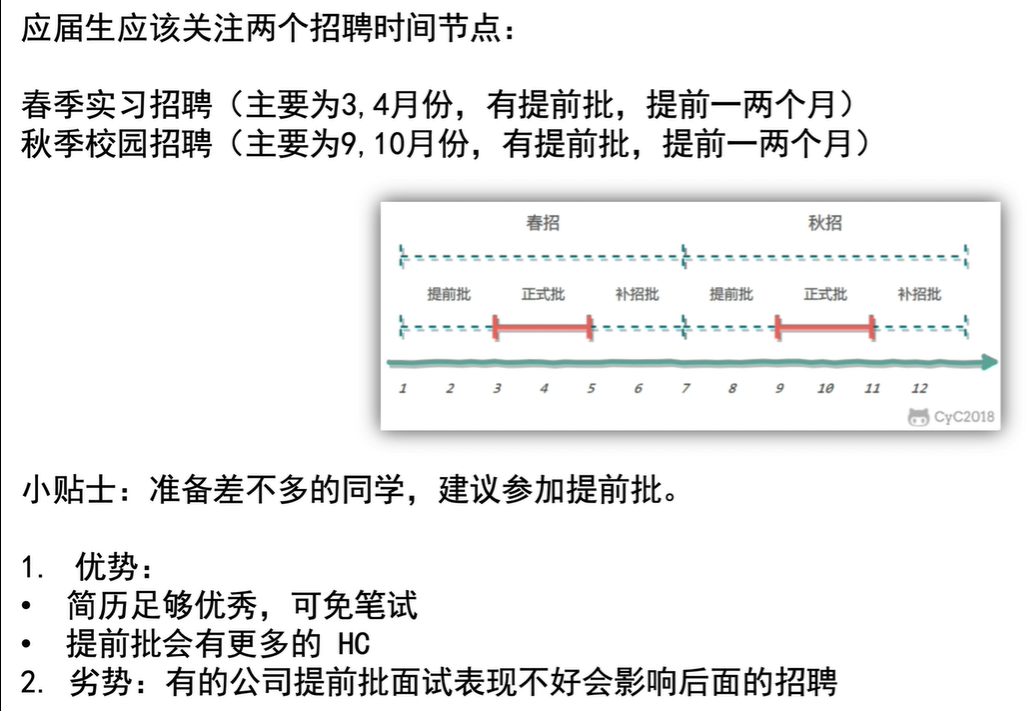 应届生应该关注两个招聘时间节点：
春季实习招聘（主要为3,4月份，有提前批，提前一两个月）
秋季校园招聘（主要为9,10月份，有提前批，提前一两个月）
春招 秋招
提前批 正式批 补招批 提前批 正式批 补招批
1 2 3 4 5 6 7 8 9 10 11 12
CyC2018
小贴士：准备差不多的同学，建议参加提前批。
1. 优势：
• 简历足够优秀，可免笔试
• 提前批会有更多的 HC
2. 劣势：有的公司提前批面试表现不好会影响后面的招聘